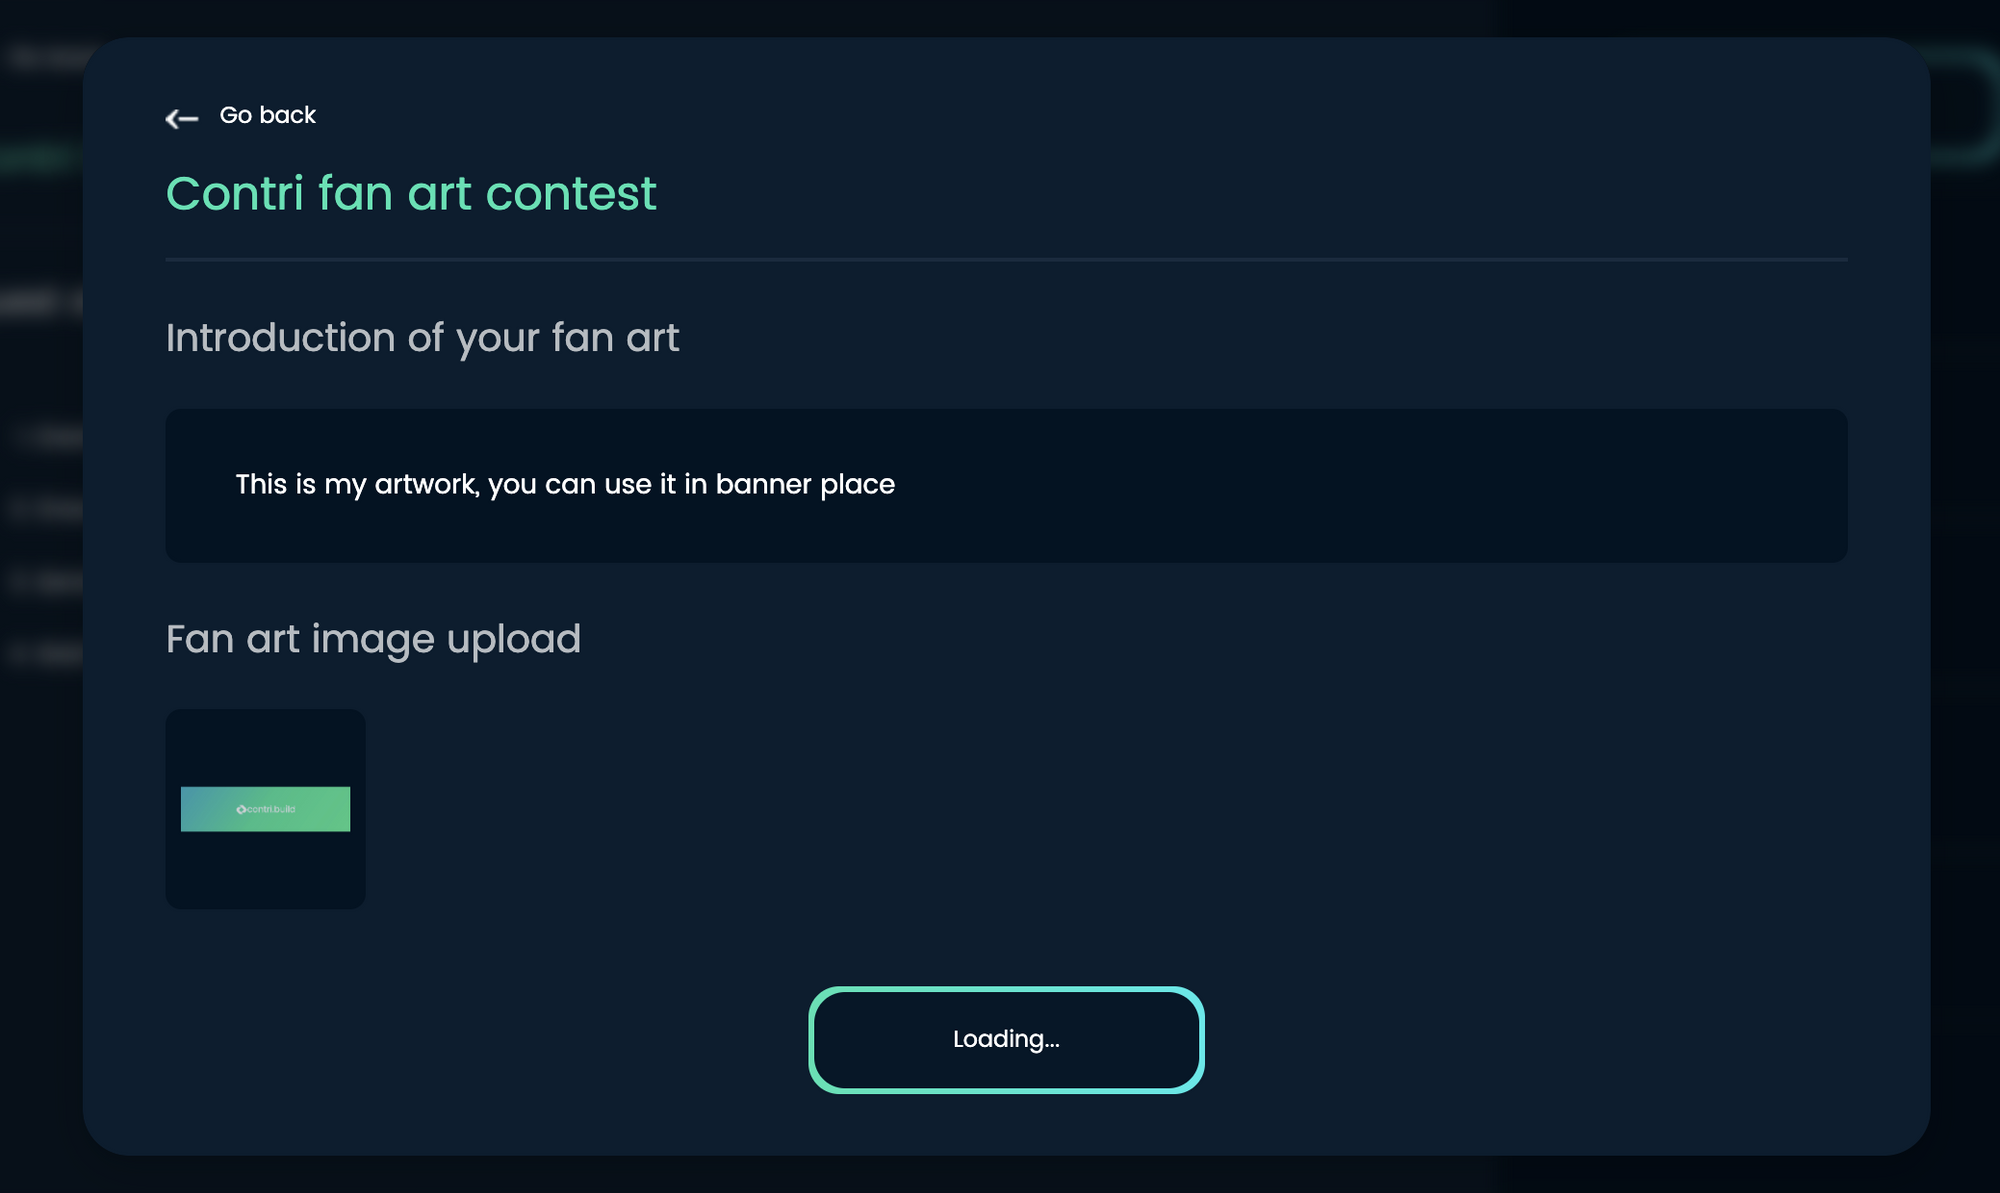 Go back
Contri fan art contest
Introduction of your fan art
This is my artwork, you can use it in banner place
Fan art image upload
contri.build
Loading...